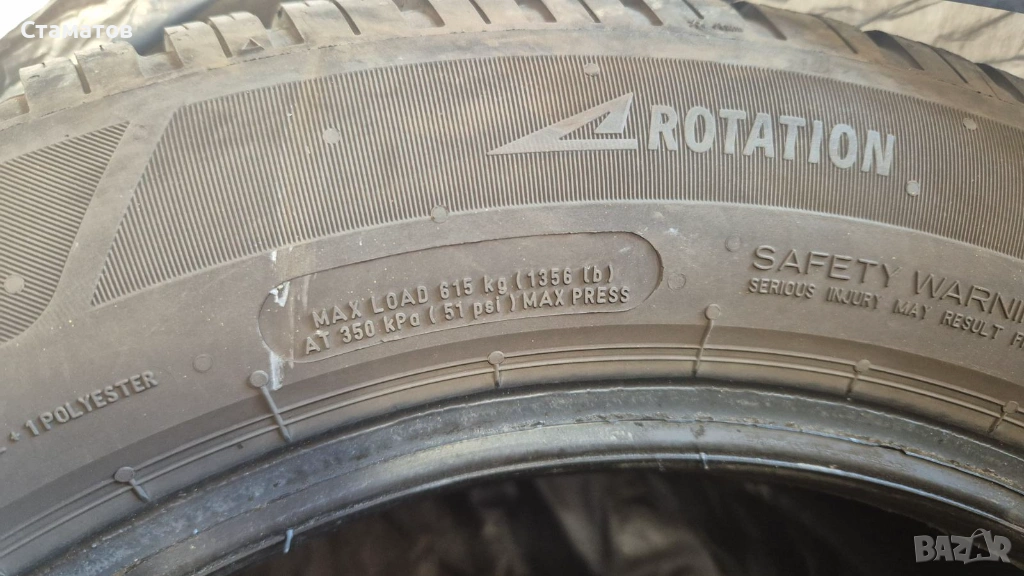 Стаматов
ROTATION
MAX LOAD 615 kg (1356 lb)
AT 350 kPa (51 psi) MAX PRESS
SAFETY
SERIOUS INJURY MAY RESULT
+ 1 POLYESTER
BAZAR